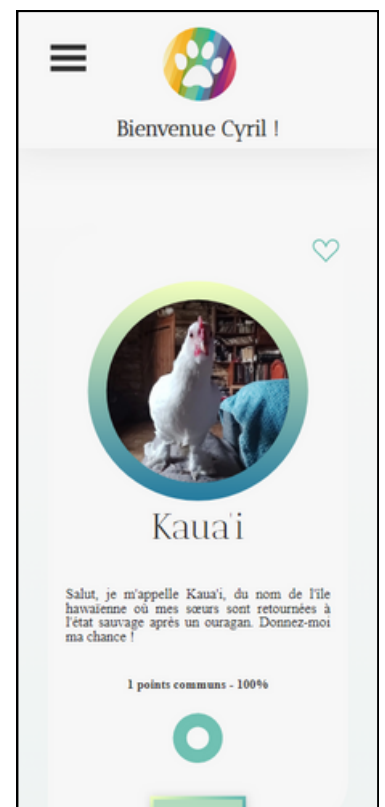 Bienvenue Cyril !
Kaua'i
Salut, je m'appelle Kaua'i, du nom de l'île
hawaïenne où mes sœurs sont retournées à
l'état sauvage après un ouragan. Donnez-moi
ma chance !
1 points communs - 100%